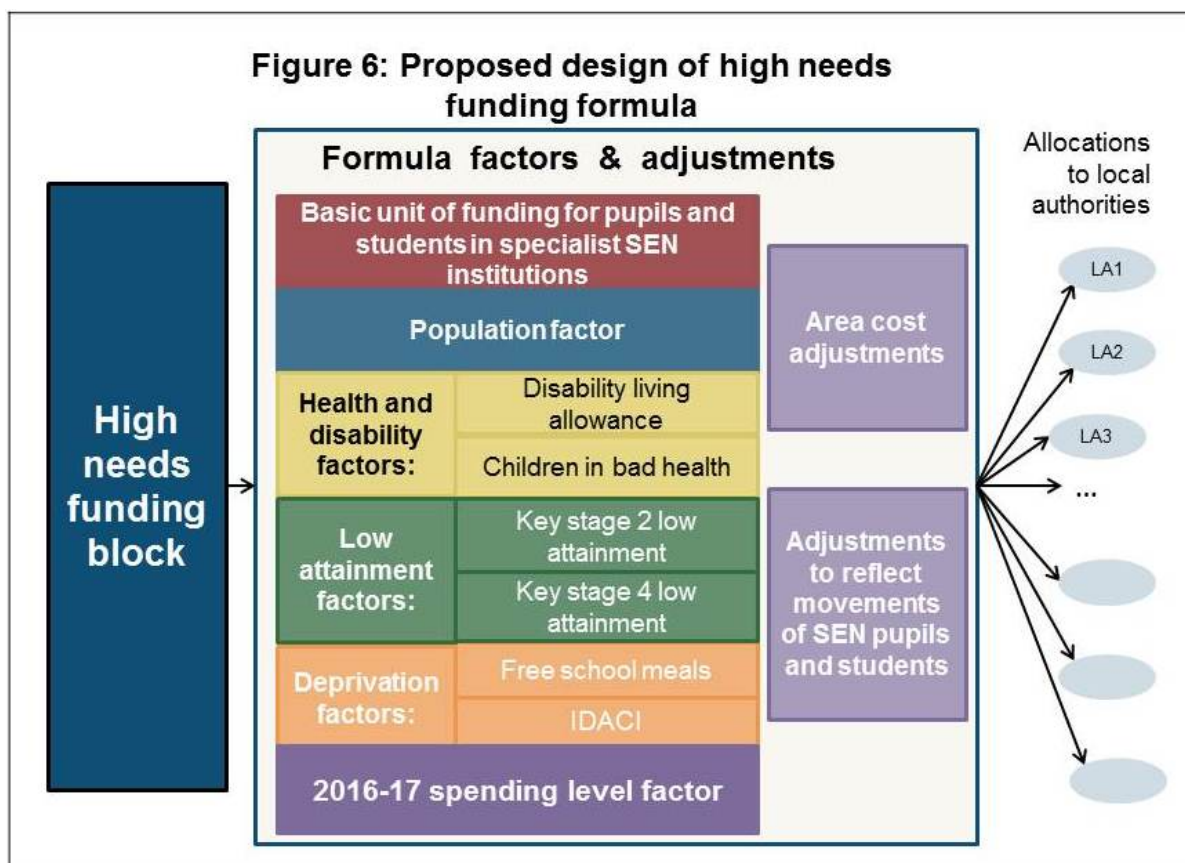 Figure 6: Proposed design of high needs
funding formula
High
needs
funding
block
Formula factors & adjustments
Basic unit of funding for pupils and
students in specialist SEN
institutions
Population factor
Health and
disability
factors:
Disability living
allowance
Children in bad health
Low
attainment
factors:
Key stage 2 low
attainment
Key stage 4 low
attainment
Deprivation
factors:
Free school meals
IDACI
2016-17 spending level factor
Area cost
adjustments
Adjustments
to reflect
movements
of SEN pupils
and students
Allocations
to local
authorities
LA1
LA2
LA3
...